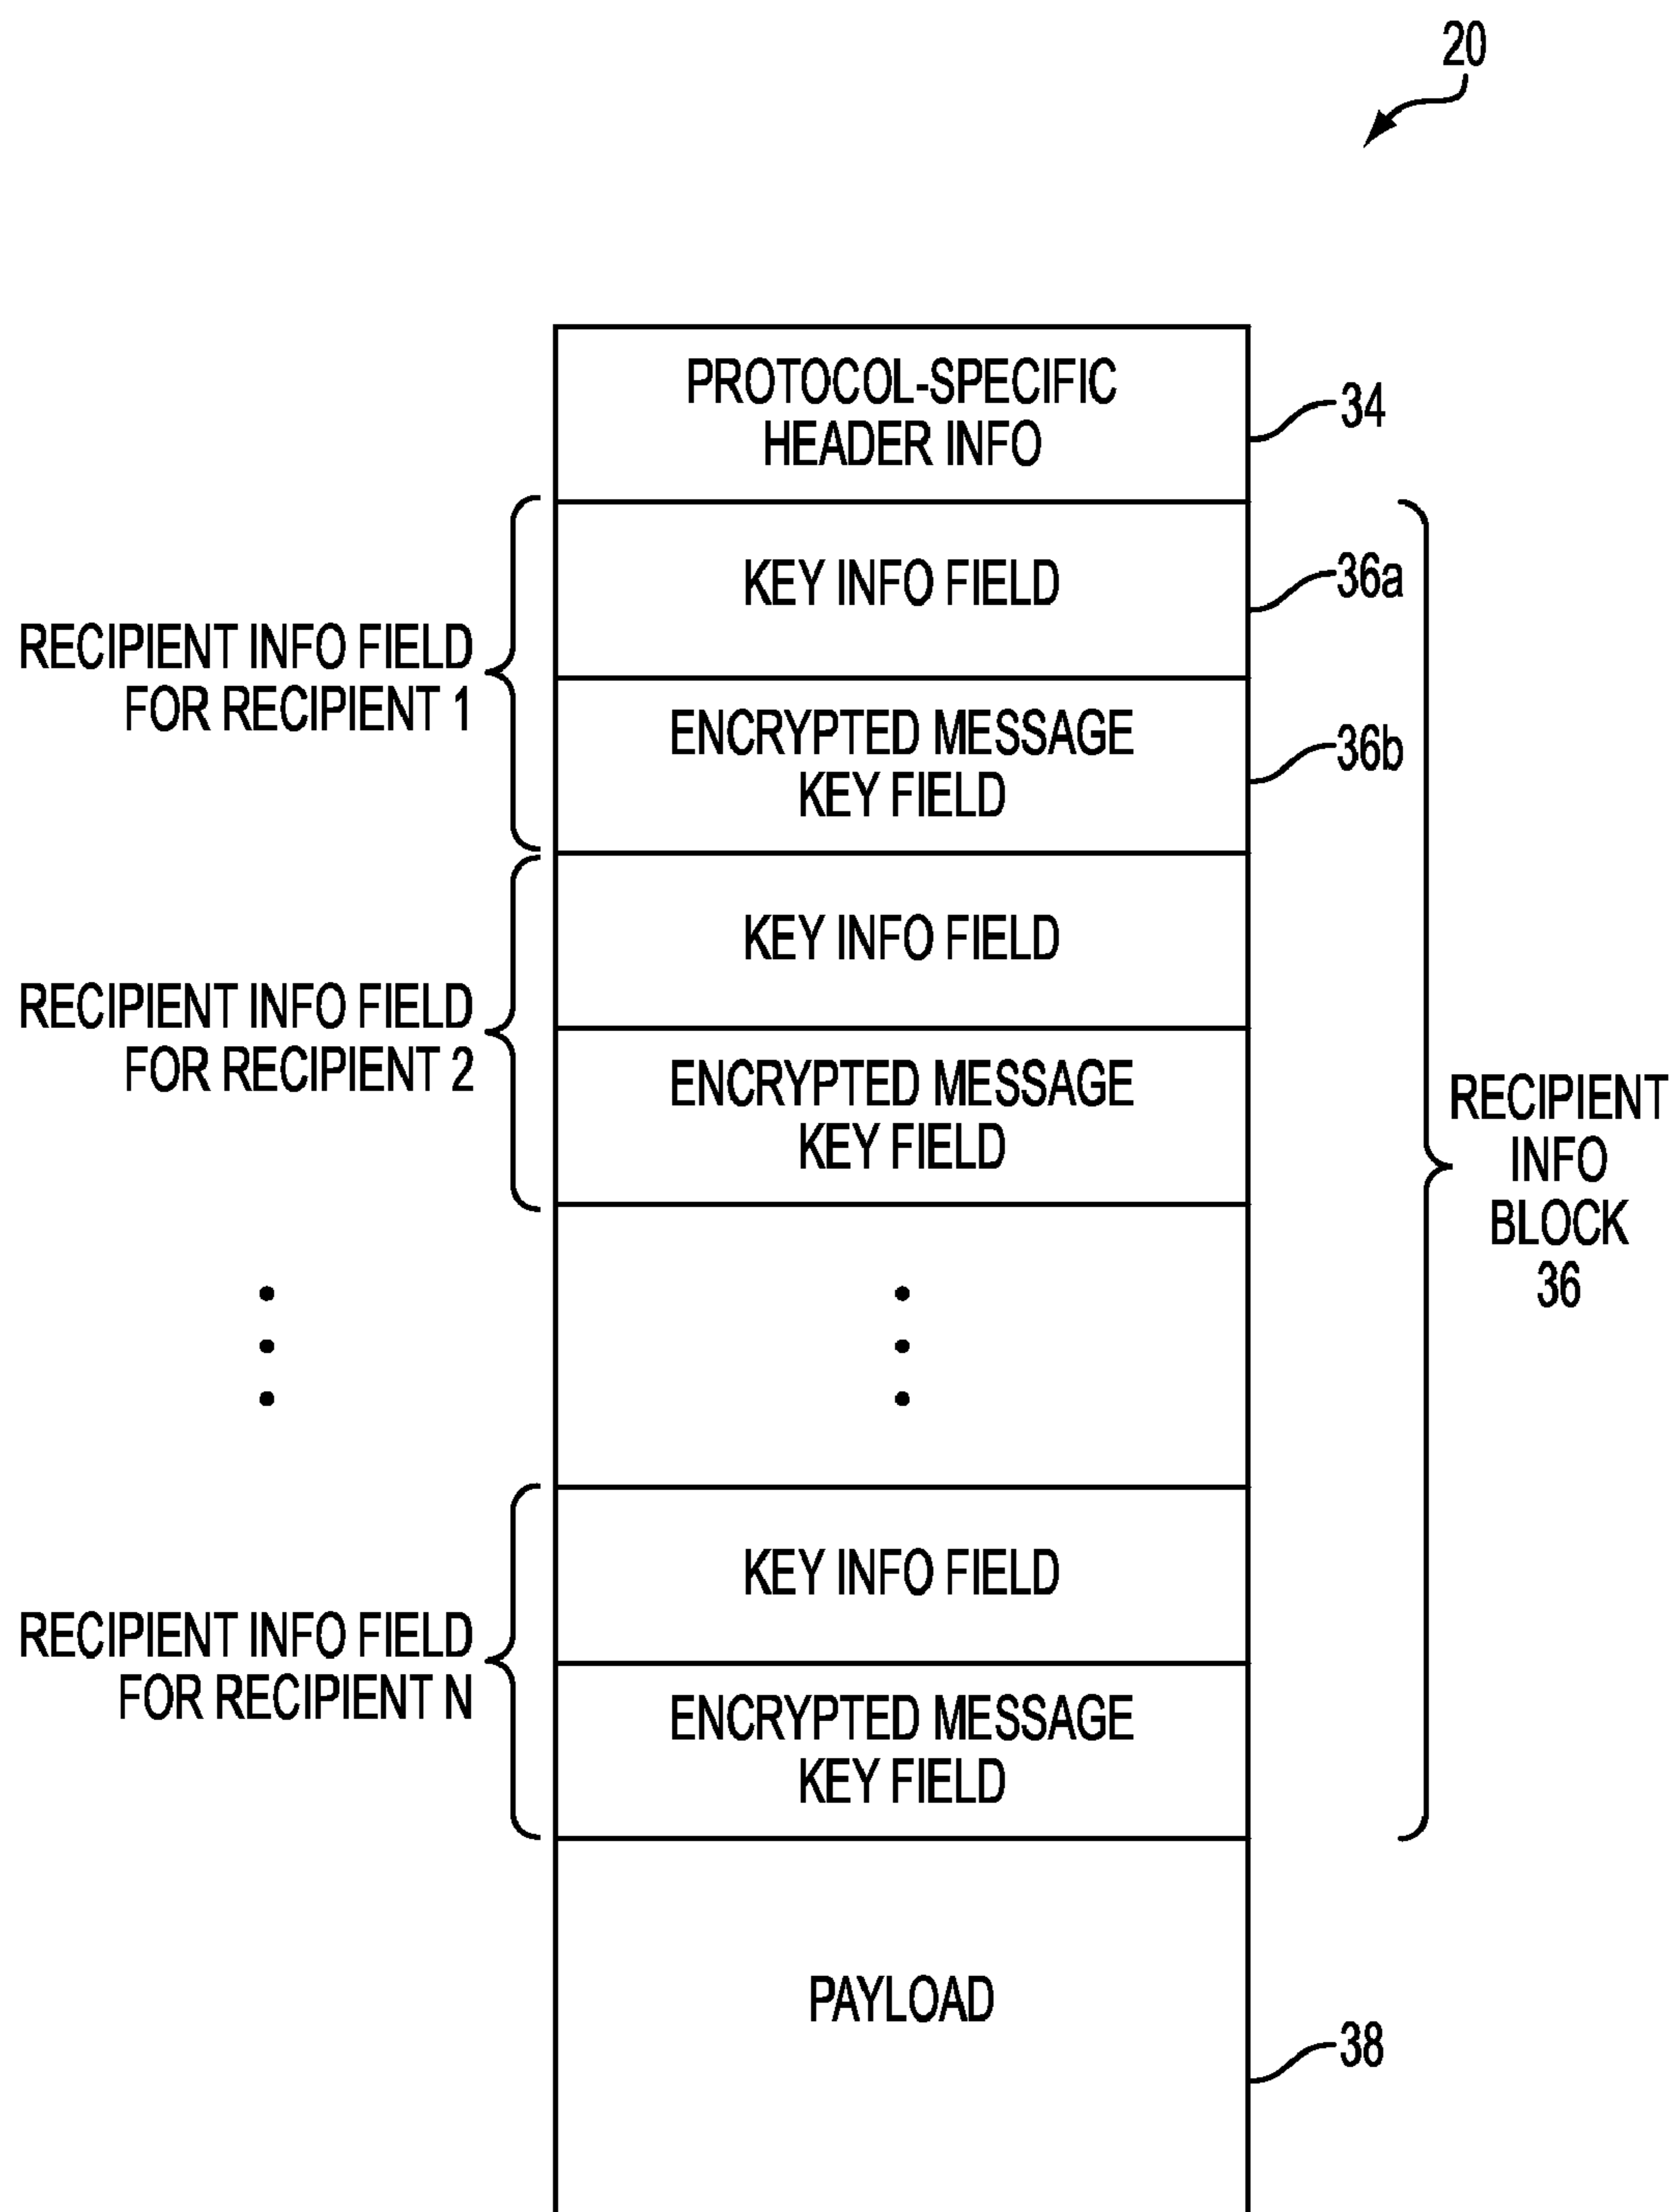 20
PROTOCOL-SPECIFIC
HEADER INFO
34
KEY INFO FIELD
36a
RECIPIENT INFO FIELD
FOR RECIPIENT 1
ENCRYPTED MESSAGE
KEY FIELD
36b
KEY INFO FIELD
RECIPIENT INFO FIELD
FOR RECIPIENT 2
ENCRYPTED MESSAGE
KEY FIELD
RECIPIENT
INFO
BLOCK
36
KEY INFO FIELD
RECIPIENT INFO FIELD
FOR RECIPIENT N
ENCRYPTED MESSAGE
KEY FIELD
PAYLOAD
38